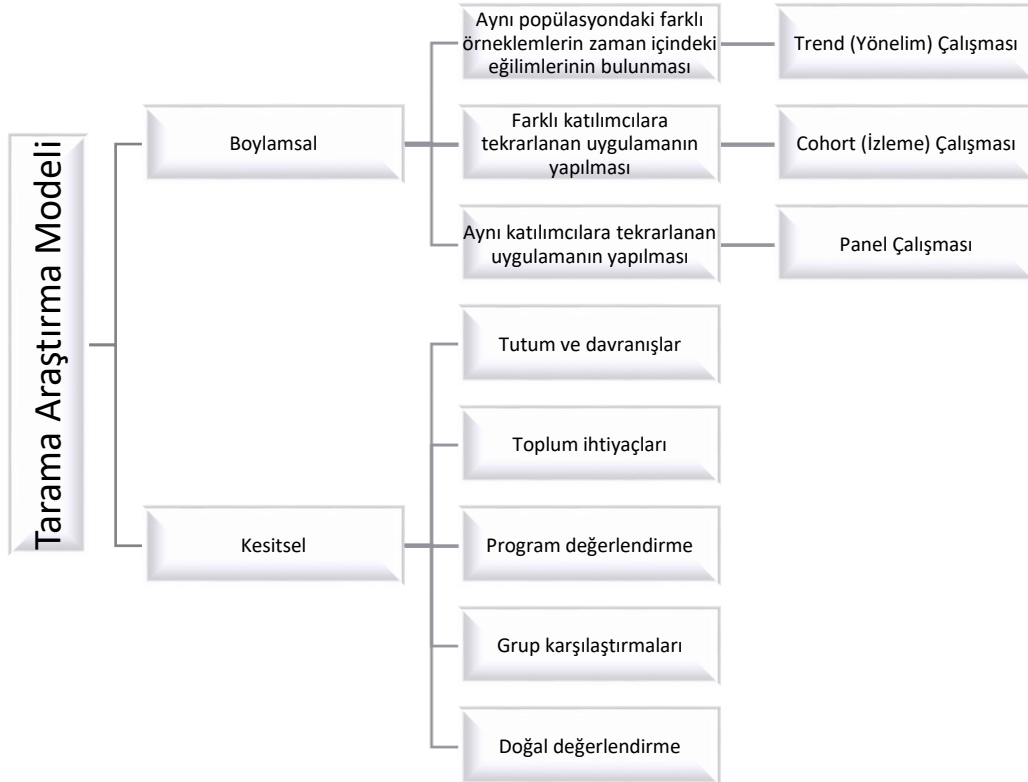 Tarama Araştırma Modeli
Boylamsal
Aynı popülasyondaki farklı
örneklemlerin zaman içindeki
eğilimlerinin bulunması
Trend (Yönelim) Çalışması
Farklı katılımcılara
tekrarlanan uygulamanın
yapılması
Cohort (İzleme) Çalışması
Aynı katılımcılara tekrarlanan
uygulamanın yapılması
Panel Çalışması
Kesitsel
Tutum ve davranışlar
Toplum ihtiyaçları
Program değerlendirme
Grup karşılaştırmaları
Doğal değerlendirme